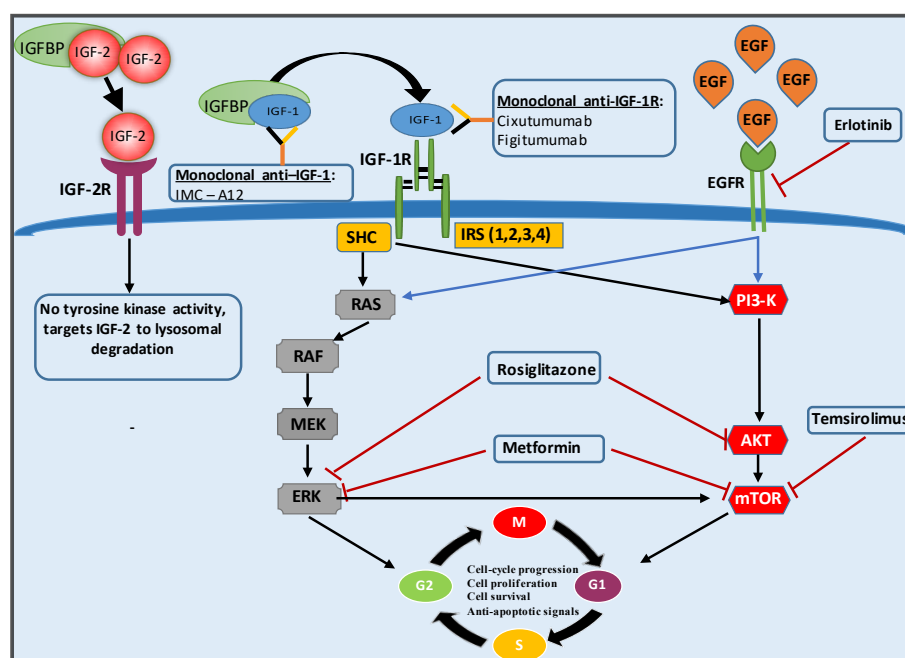 IGFBP
IGF-2
IGF-2
IGF-2
IGF-2R
IGFBP
IGF-1
Monoclonal anti–IGF-1:
IMC – A12
IGF-1
IGF-1R
Monoclonal anti-IGF-1R:
Cixutumumab
Figitumumab
EGF
EGF
EGF
EGF
EGF
EGFR
Erlotinib
SHC
IRS (1,2,3,4)
No tyrosine kinase activity,
targets IGF-2 to lysosomal
degradation
-
RAS
PI3-K
RAF
Rosiglitazone
MEK
AKT
Temsirolimus
Metformin
ERK
mTOR
M
G2
G1
S
Cell-cycle progression
Cell proliferation
Cell survival
Anti-apoptotic signals